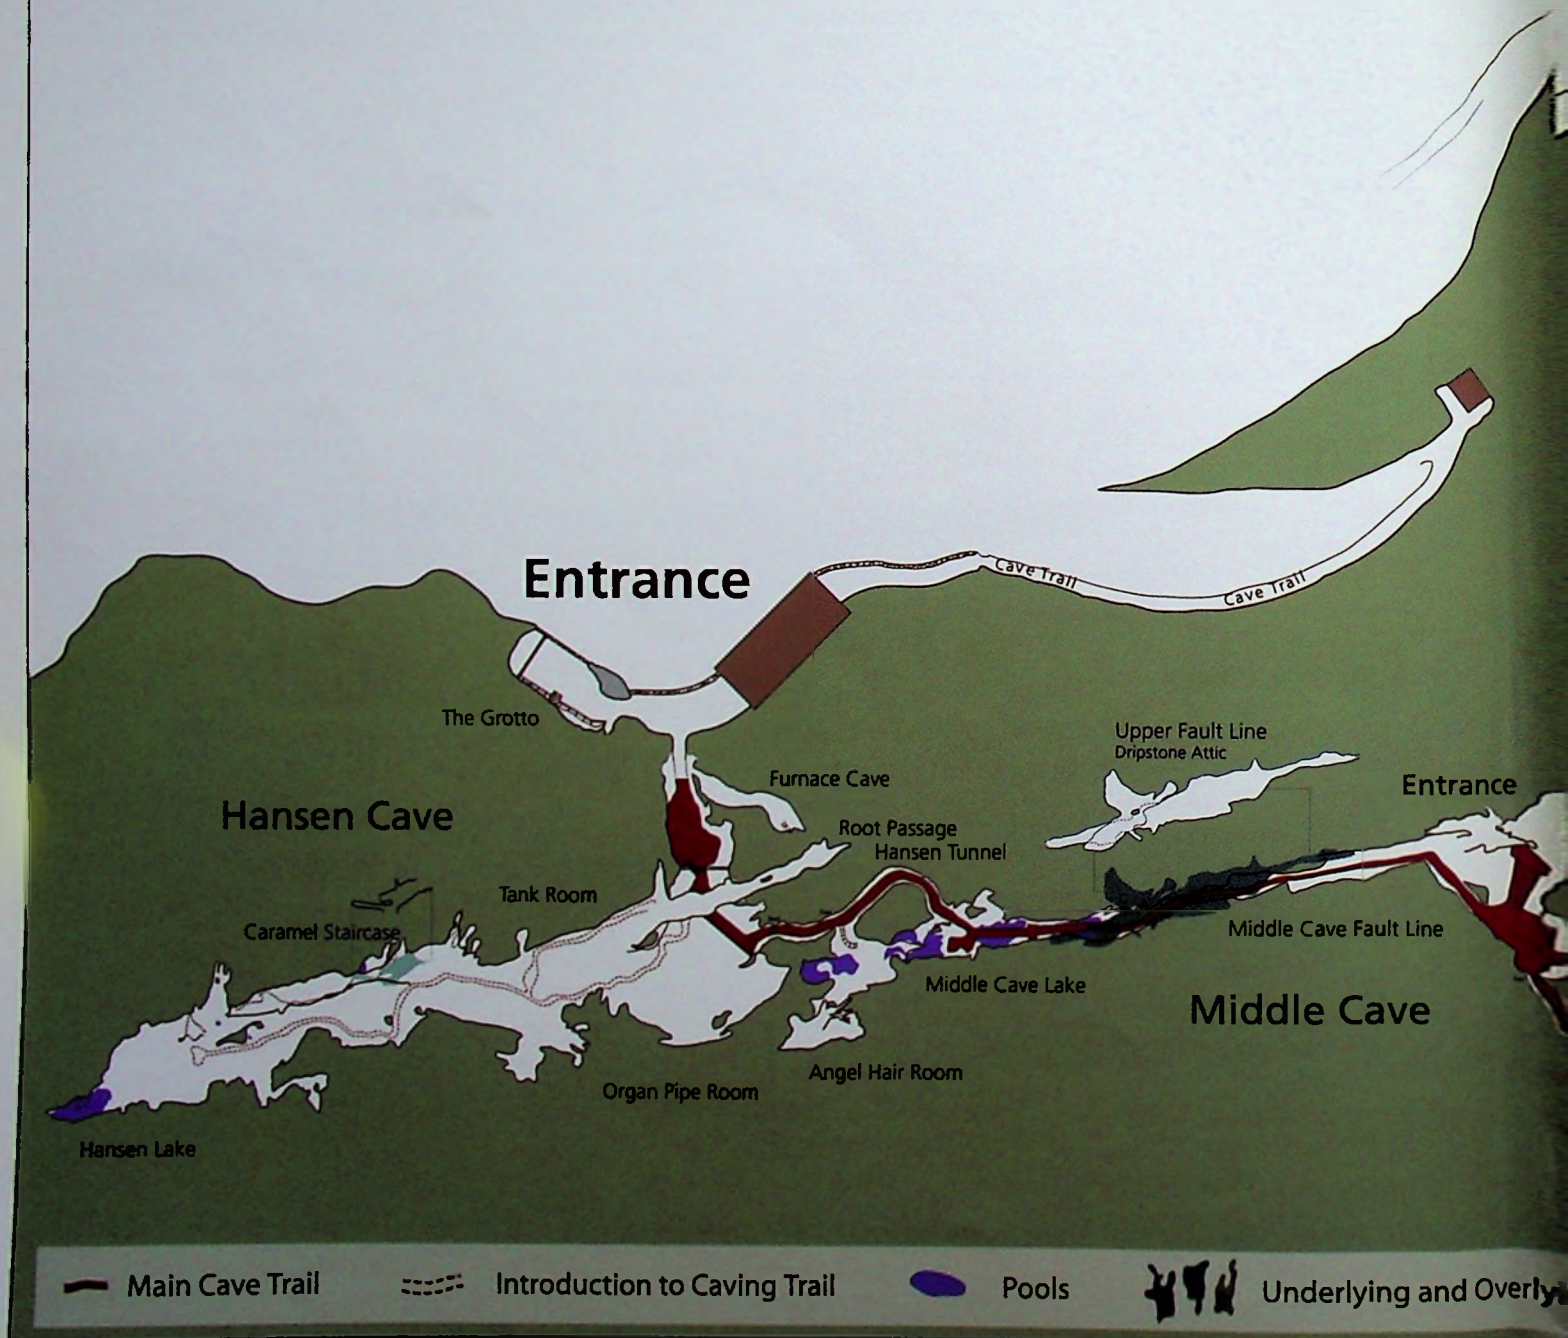 Entrance
Cave Trail
Cave Trail
The Grotto
Upper Fault Line
Dripstone Attic
Furnace Cave
Entrance
Hansen Cave
Root Passage
Hansen Tunnel
Tank Room
Caramel Staircase
Middle Cave Fault Line
Middle Cave Lake
Middle Cave
Angel Hair Room
Organ Pipe Room
Hansen Lake
Main Cave Trail
Introduction to Caving Trail
Pools
Underlying and Overly